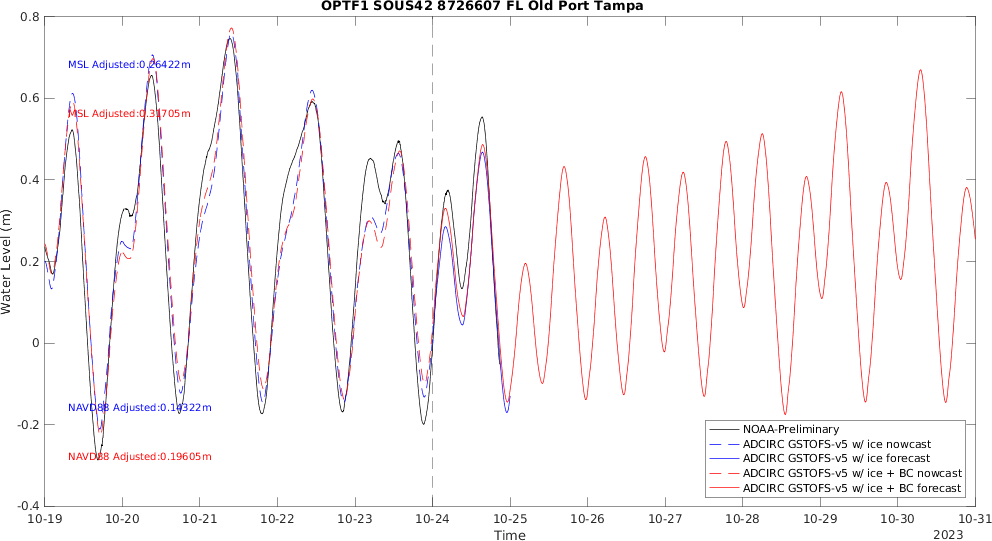 OPTF1 SOUS42 8726607 FL Old Port Tampa
0.8
0.6
0.4
0.2
0
-0.2
-0.4
Water Level (m)
MSL Adjusted:0.26422m
MSL Adjusted:0.31705m
NAVD88 Adjusted:0.14322m
NAVD88 Adjusted:0.19605m
NOAA-Preliminary
ADCIRC GSTOFS-v5 w/ ice nowcast
ADCIRC GSTOFS-v5 w/ ice forecast
ADCIRC GSTOFS-v5 w/ ice + BC nowcast
ADCIRC GSTOFS-v5 w/ ice + BC forecast
10-19 10-20 10-21 10-22 10-23 10-24 10-25 10-26 10-27 10-28 10-29 10-30 10-31
Time
2023